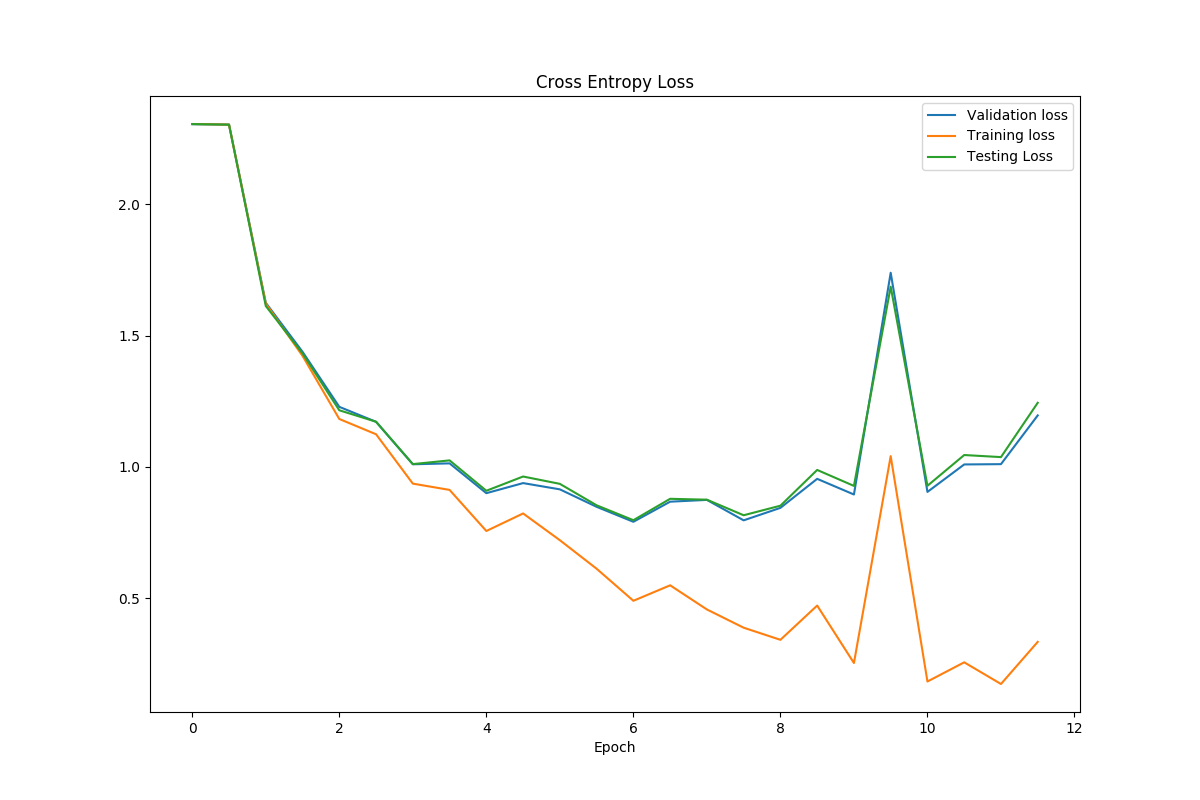 Cross Entropy Loss
Validation loss
Training loss
Testing Loss
2.0
1.5
1.0
0.5
0 2 4 6 8 10 12
Epoch